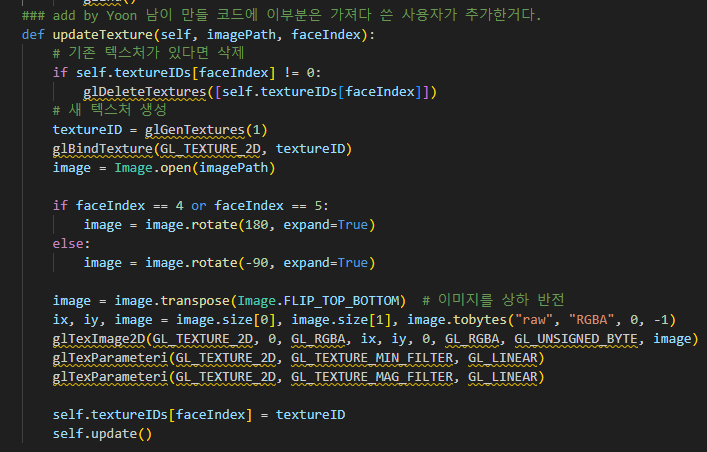 ### add by Yoon 남이 만들 코드에 이부분은 가져다 쓴 사용자가 추가한거다.
def updateTexture(self, imagePath, faceIndex):
    # 기존 텍스처가 있다면 삭제
    if self.textureIDs[faceIndex] != 0:
        glDeleteTextures([self.textureIDs[faceIndex]])
    # 새 텍스처 생성
    textureID = glGenTextures(1)
    glBindTexture(GL_TEXTURE_2D, textureID)
    image = Image.open(imagePath)

    if faceIndex == 4 or faceIndex == 5:
        image = image.rotate(180, expand=True)
    else:
        image = image.rotate(-90, expand=True)

    image = image.transpose(Image.FLIP_TOP_BOTTOM)  # 이미지를 상하 반전
    ix, iy, image = image.size[0], image.size[1], image.tobytes("raw", "RGBA", 0, -1)
    glTexImage2D(GL_TEXTURE_2D, 0, GL_RGBA, ix, iy, 0, GL_RGBA, GL_UNSIGNED_BYTE, image)
    glTexParameteri(GL_TEXTURE_2D, GL_TEXTURE_MIN_FILTER, GL_LINEAR)
    glTexParameteri(GL_TEXTURE_2D, GL_TEXTURE_MAG_FILTER, GL_LINEAR)

    self.textureIDs[faceIndex] = textureID
    self.update()